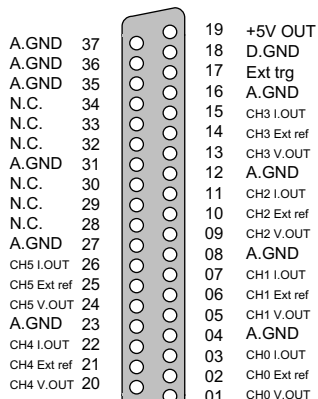 A.GND 37
A.GND 36
A.GND 35
N.C. 34
N.C. 33
N.C. 32
A.GND 31
N.C. 30
N.C. 29
N.C. 28
A.GND 27
CH5 I.OUT 26
CH5 Ext ref 25
CH5 V.OUT 24
A.GND 23
CH4 I.OUT 22
CH4 Ext ref 21
CH4 V.OUT 20
19 +5V OUT
18 D.GND
17 Ext trg
16 A.GND
15 CH3 I.OUT
14 CH3 Ext ref
13 CH3 V.OUT
12 A.GND
11 CH2 I.OUT
10 CH2 Ext ref
09 CH2 V.OUT
08 A.GND
07 CH1 I.OUT
06 CH1 Ext ref
05 CH1 V.OUT
04 A.GND
03 CH0 I.OUT
02 CH0 Ext ref
01 CH0 V.OUT